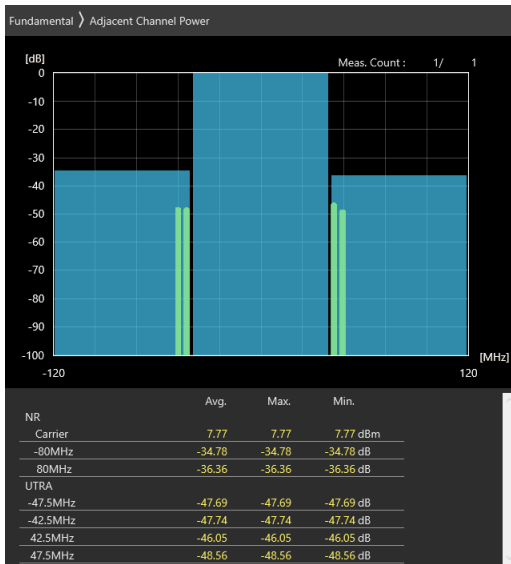 Fundamental 〉 Adjacent Channel Power
[dB]
Meas. Count : 1/ 1
0
-10
-20
-30
-40
-50
-60
-70
-80
-90
-100
[MHz]
-120 120
Avg. Max. Min.
NR
Carrier 7.77 7.77 7.77 dBm
-80MHz -34.78 -34.78 -34.78 dB
80MHz -36.36 -36.36 -36.36 dB
UTRA
-47.5MHz -47.69 -47.69 -47.69 dB
-42.5MHz -47.74 -47.74 -47.74 dB
42.5MHz -46.05 -46.05 -46.05 dB
47.5MHz -48.56 -48.56 -48.56 dB